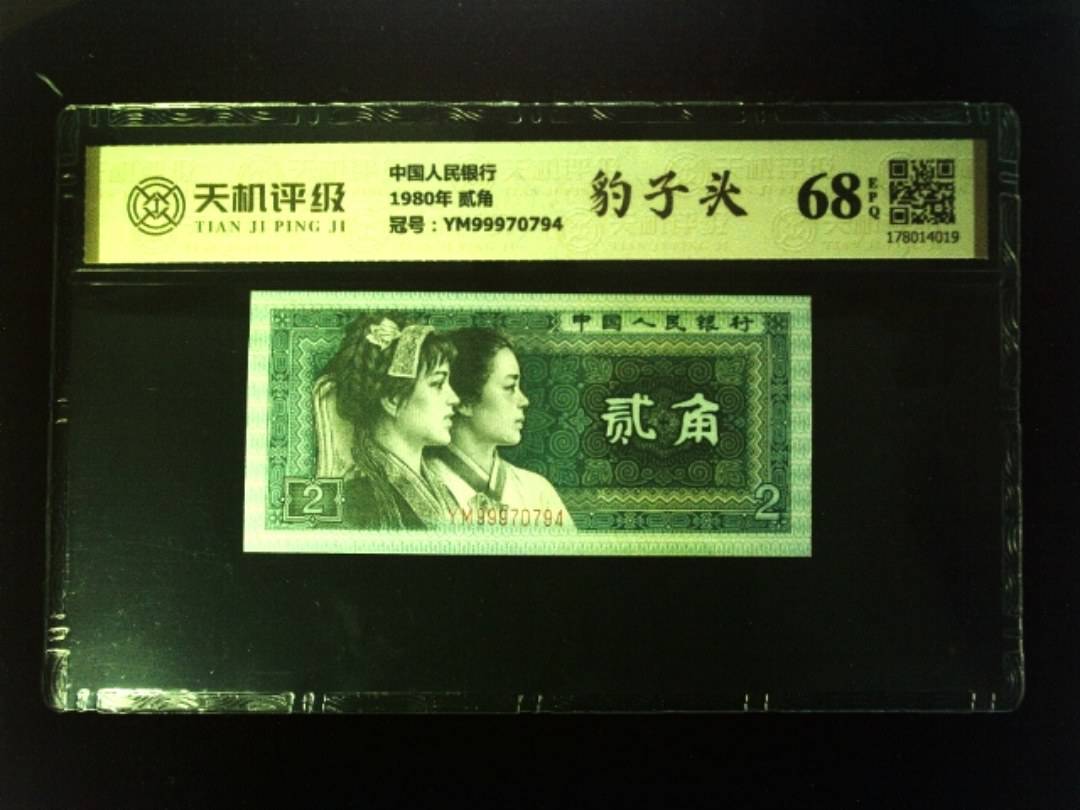 天机评级
TIAN JI PING JI
中国人民银行
1980年 贰角
冠号：YM99970794
豹子头
68
EPQ
178014019
中国人民银行
贰角
2
YM99970794
2